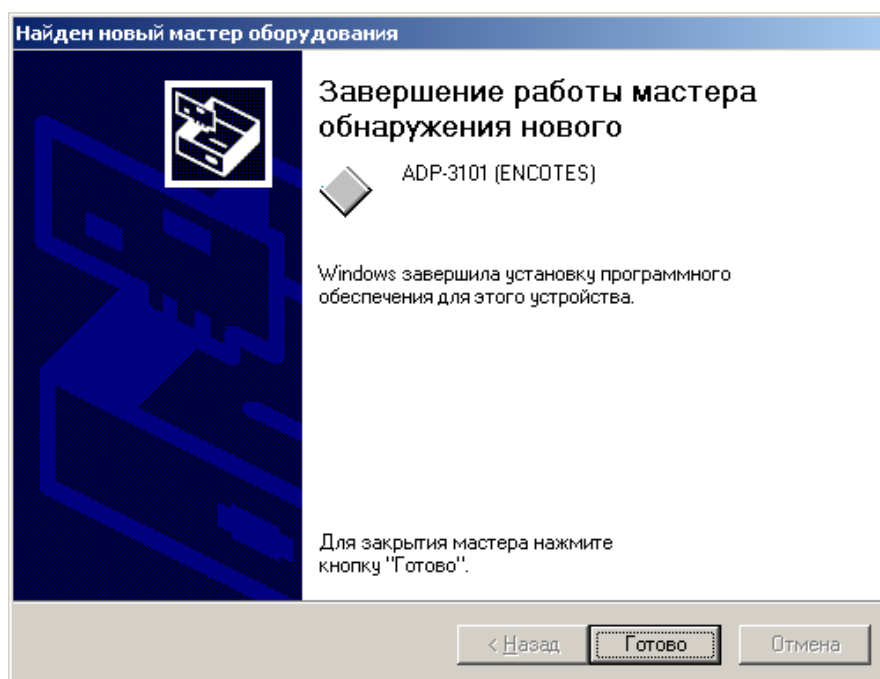 Найден новый мастер оборудования
Завершение работы мастера
обнаружения нового
ADP-3101 (ENCOTES)
Windows завершила установку программного
обеспечения для этого устройства.
Для закрытия мастера нажмите
кнопку "Готово".
< Назад Готово Отмена